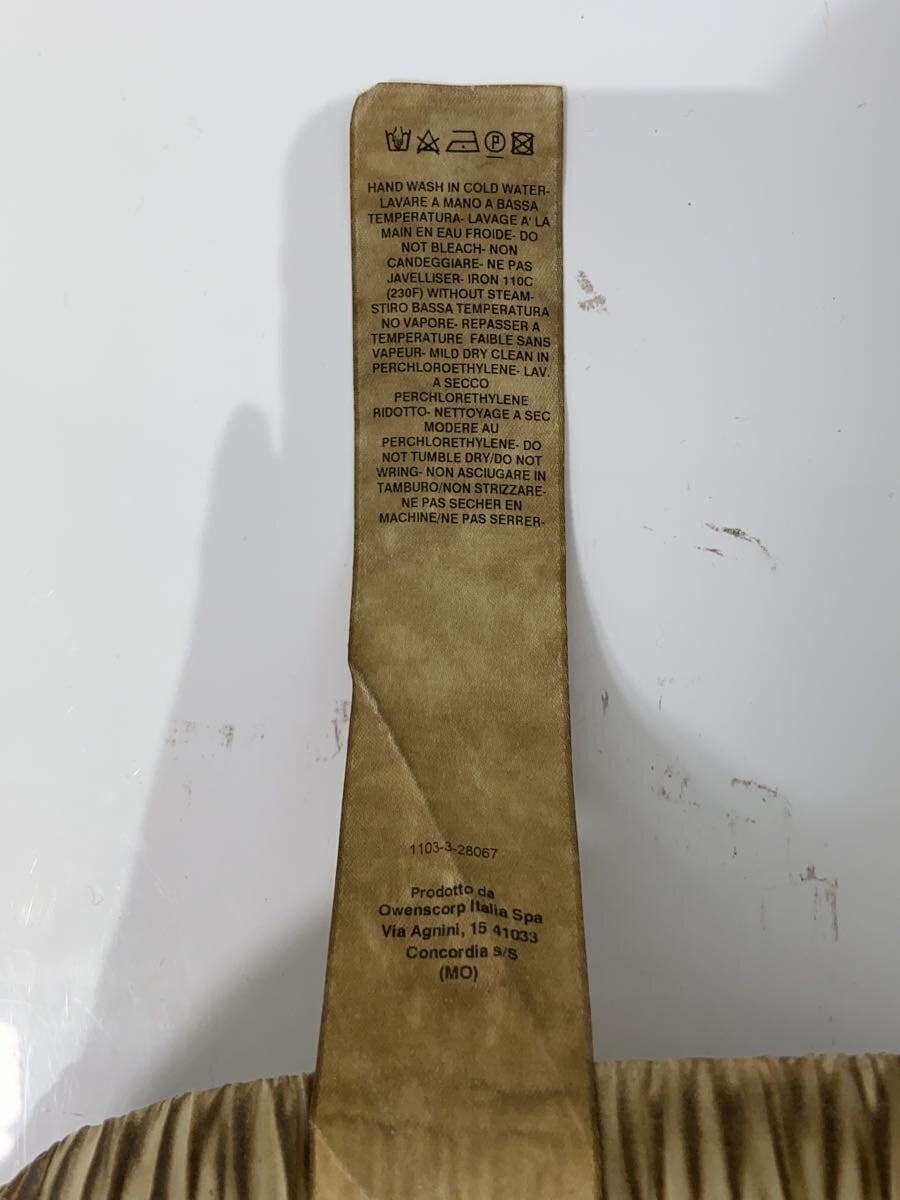 P
HAND WASH IN COLD WATER-
LAVARE A MANO A BASSA
TEMPERATURA- LAVAGE A' LA
MAIN EN EAU FROIDE- DO
NOT BLEACH- NON
CANDEGGIARE- NE PAS
JAVELLISER- IRON 110C
(230F) WITHOUT STEAM-
STIRO BASSA TEMPERATURA
NO VAPORE- REPASSER A
TEMPERATURE FAIBLE SANS
VAPEUR- MILD DRY CLEAN IN
PERCHLOROETHYLENE- LAV.
A SECCO
PERCHLORETHYLENE
RIDOTTO- NETTOYAGE A SEC
MODERE AU
PERCHLORETHYLENE- DO
NOT TUMBLE DRY/DO NOT
WRING- NON ASCIUGARE IN
TAMBURO/NON STRIZZARE-
NE PAS SECHER EN
MACHINE/NE PAS SERRER-
1103-3-28067
Prodotto da
Owenscorp Italia Spa
Via Agnini, 15 41033
Concordia s/S
(MO)